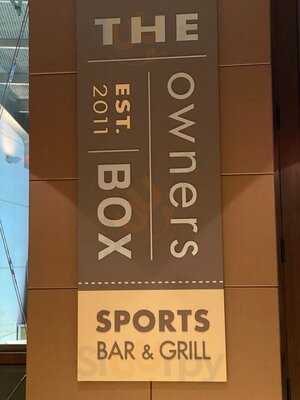 THE
Owners
BOX
EST.
2011
SPORTS
BAR & GRILL